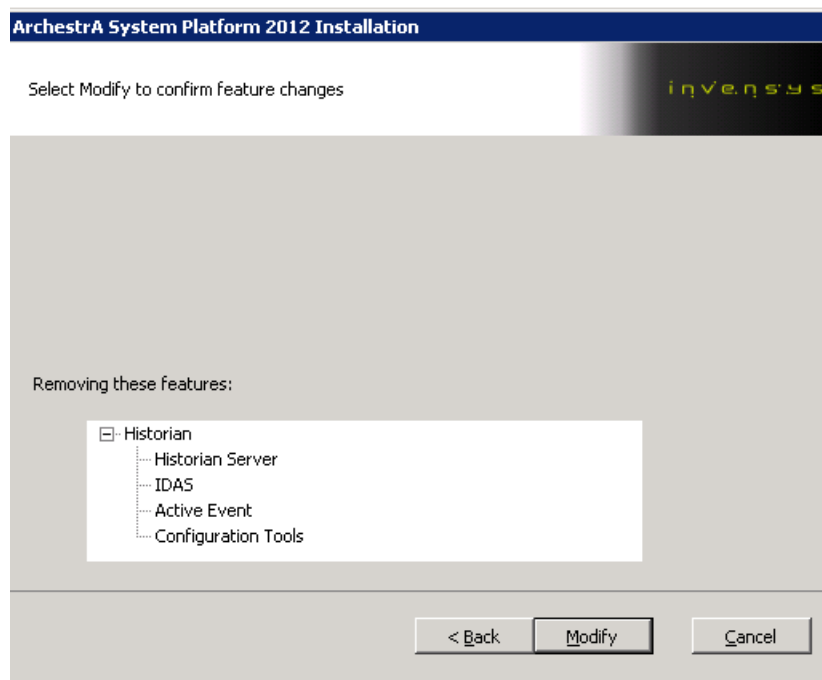 ArchestrA System Platform 2012 Installation
Select Modify to confirm feature changes
invensys
Removing these features:
Historian
Historian Server
IDAS
Active Event
Configuration Tools
< Back Modify Cancel